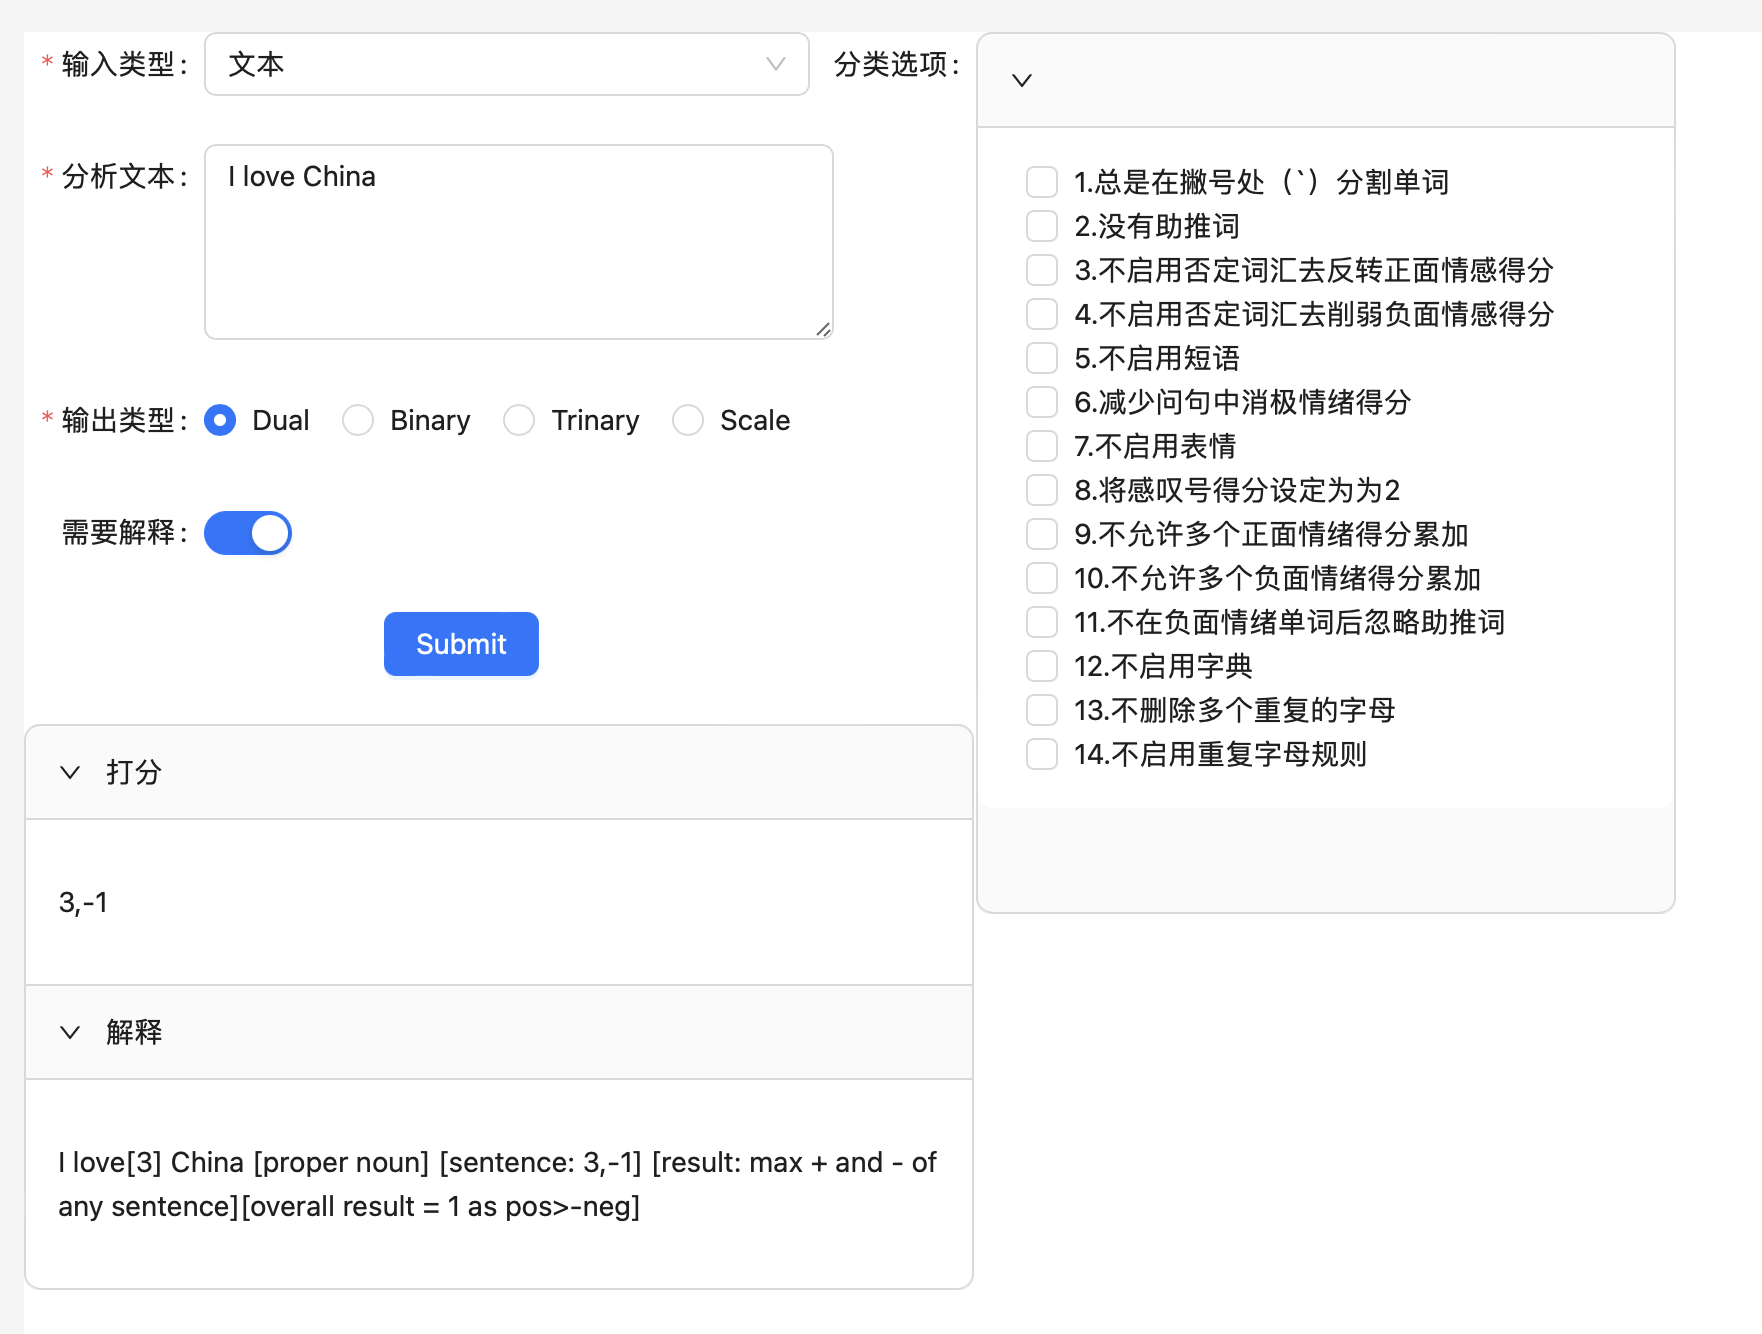 * 输入类型:
文本
* 分析文本:
I love China
* 输出类型:
Dual
Binary
Trinary
Scale
需要解释:
Submit
分类选项:
1.总是在撇号处（`）分割单词
2.没有助推词
3.不启用否定词汇去反转正面情感得分
4.不启用否定词汇去削弱负面情感得分
5.不启用短语
6.减少问句中消极情绪得分
7.不启用表情
8.将感叹号得分设定为为2
9.不允许多个正面情绪得分累加
10.不允许多个负面情绪得分累加
11.不在负面情绪单词后忽略助推词
12.不启用字典
13.不删除多个重复的字母
14.不启用重复字母规则
打分
3,-1
解释
I love[3] China [proper noun] [sentence: 3,-1] [result: max + and - of
any sentence][overall result = 1 as pos>-neg]